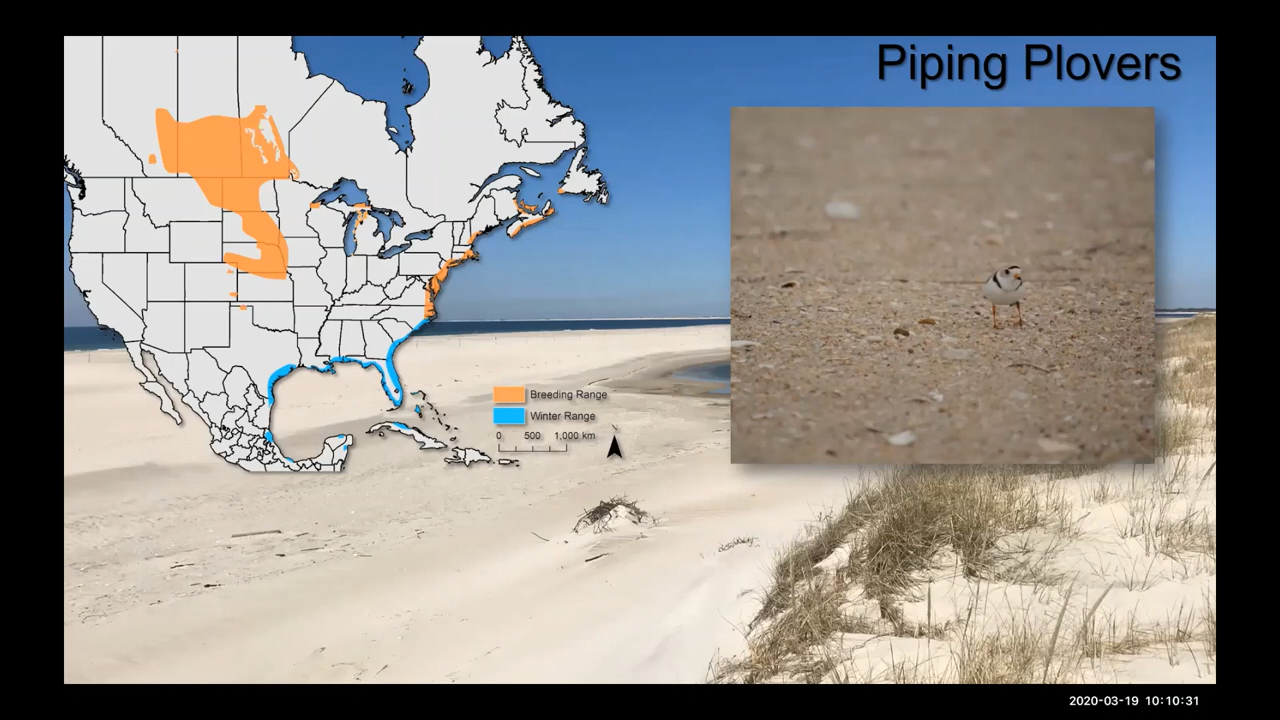 Piping Plovers
Breeding Range
Winter Range
0 500 1,000 km
2020-03-19 10:10:31